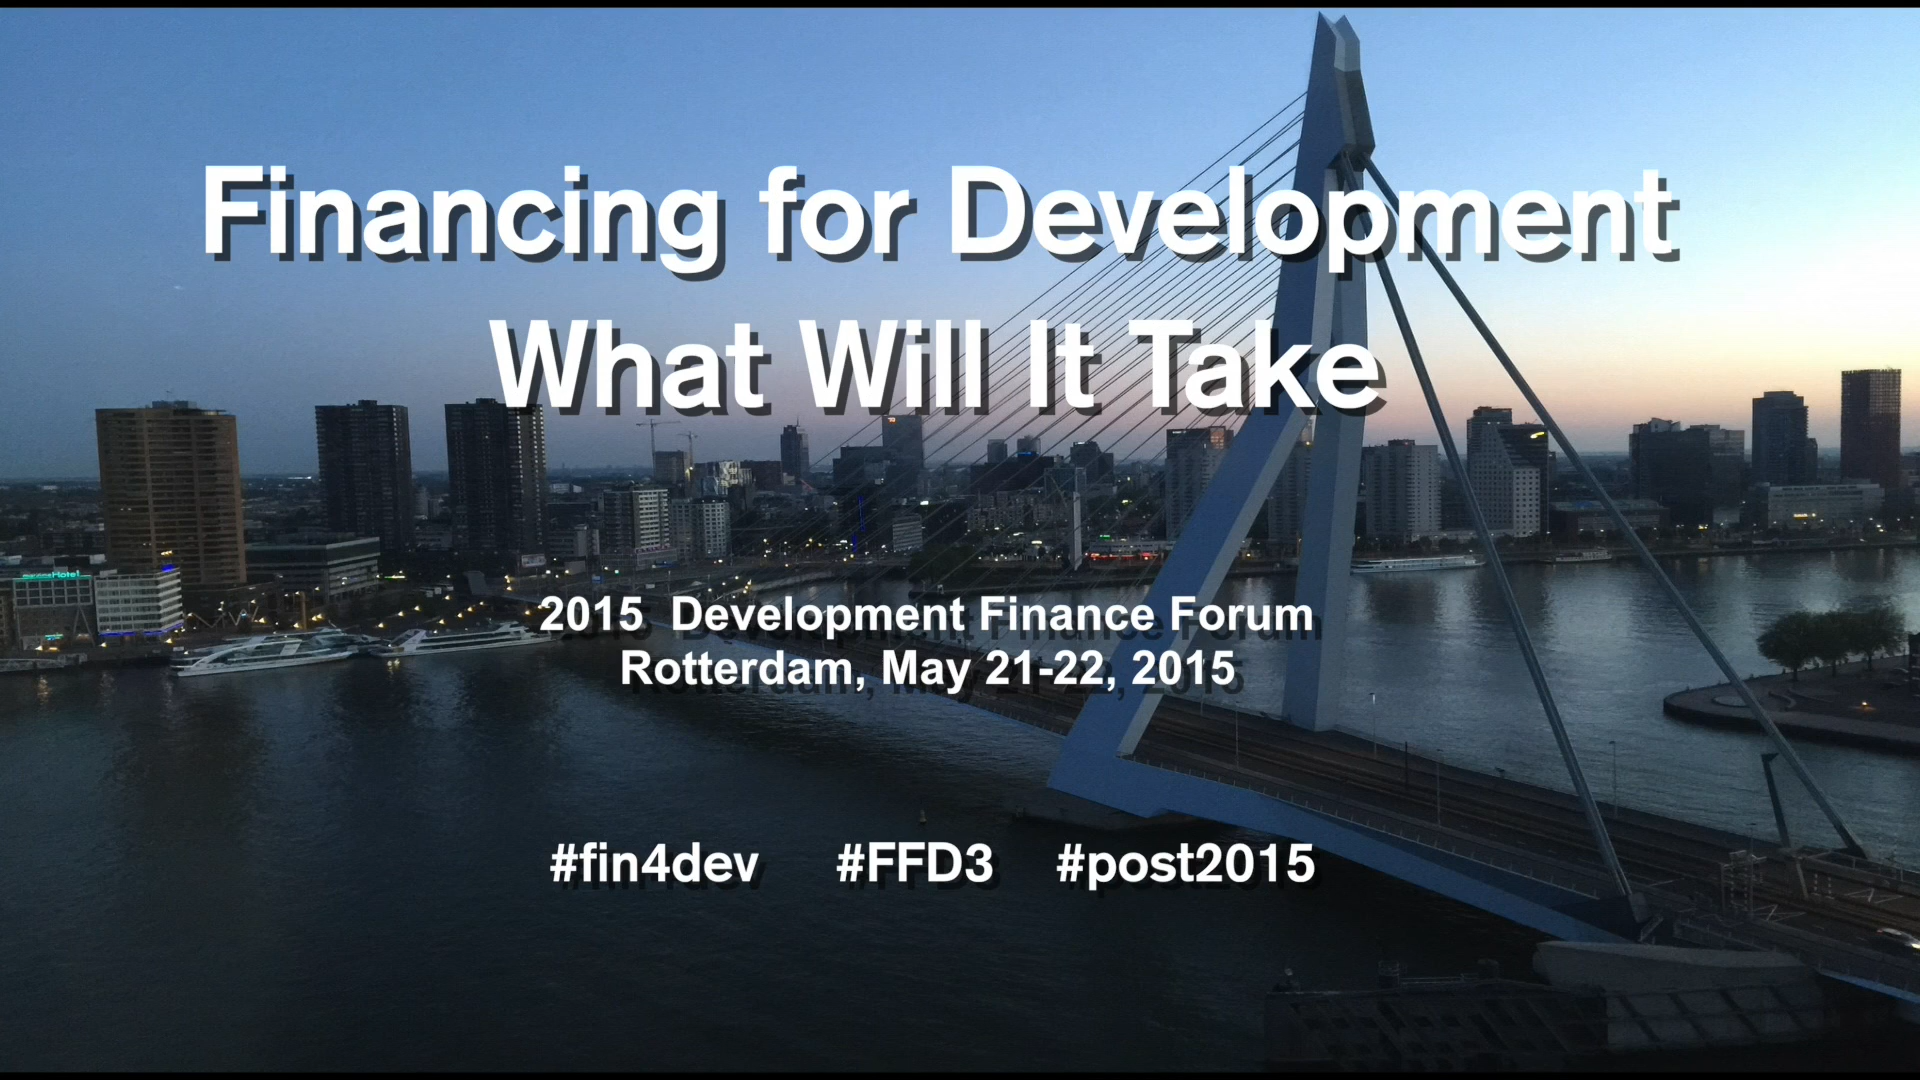 Financing for Development
What Will It Take
2015 Development Finance Forum
Rotterdam, May 21-22, 2015
#fin4dev #FFD3 #post2015